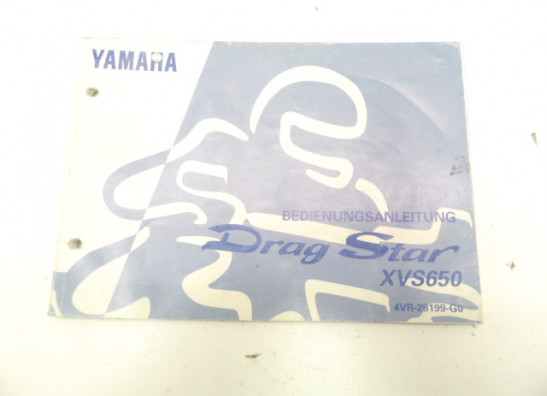 YAMAHA
BEDIENUNGSANLEITUNG
Drag Star
XVS650
4VR-28199-G0